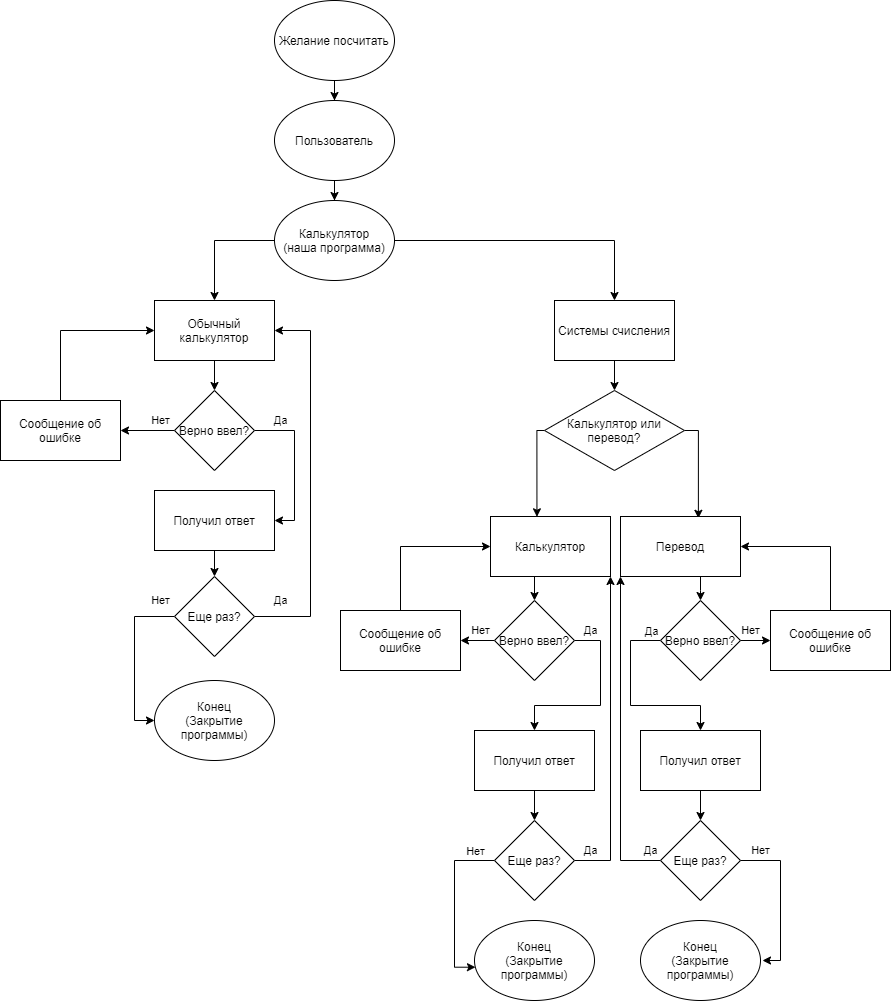 Желание посчитать
Пользователь
Калькулятор
(наша программа)
Обычный
калькулятор
Системы счисления
Сообщение об
ошибке
Нет
Верно ввел?
Да
Калькулятор или
перевод?
Получил ответ
Калькулятор
Перевод
Нет
Еще раз?
Да
Сообщение об
ошибке
Нет
Верно ввел?
Да
Да
Верно ввел?
Нет
Сообщение об
ошибке
Конец
(Закрытие
программы)
Получил ответ
Получил ответ
Нет
Еще раз?
Да
Да
Еще раз?
Нет
Конец
(Закрытие
программы)
Конец
(Закрытие
программы)